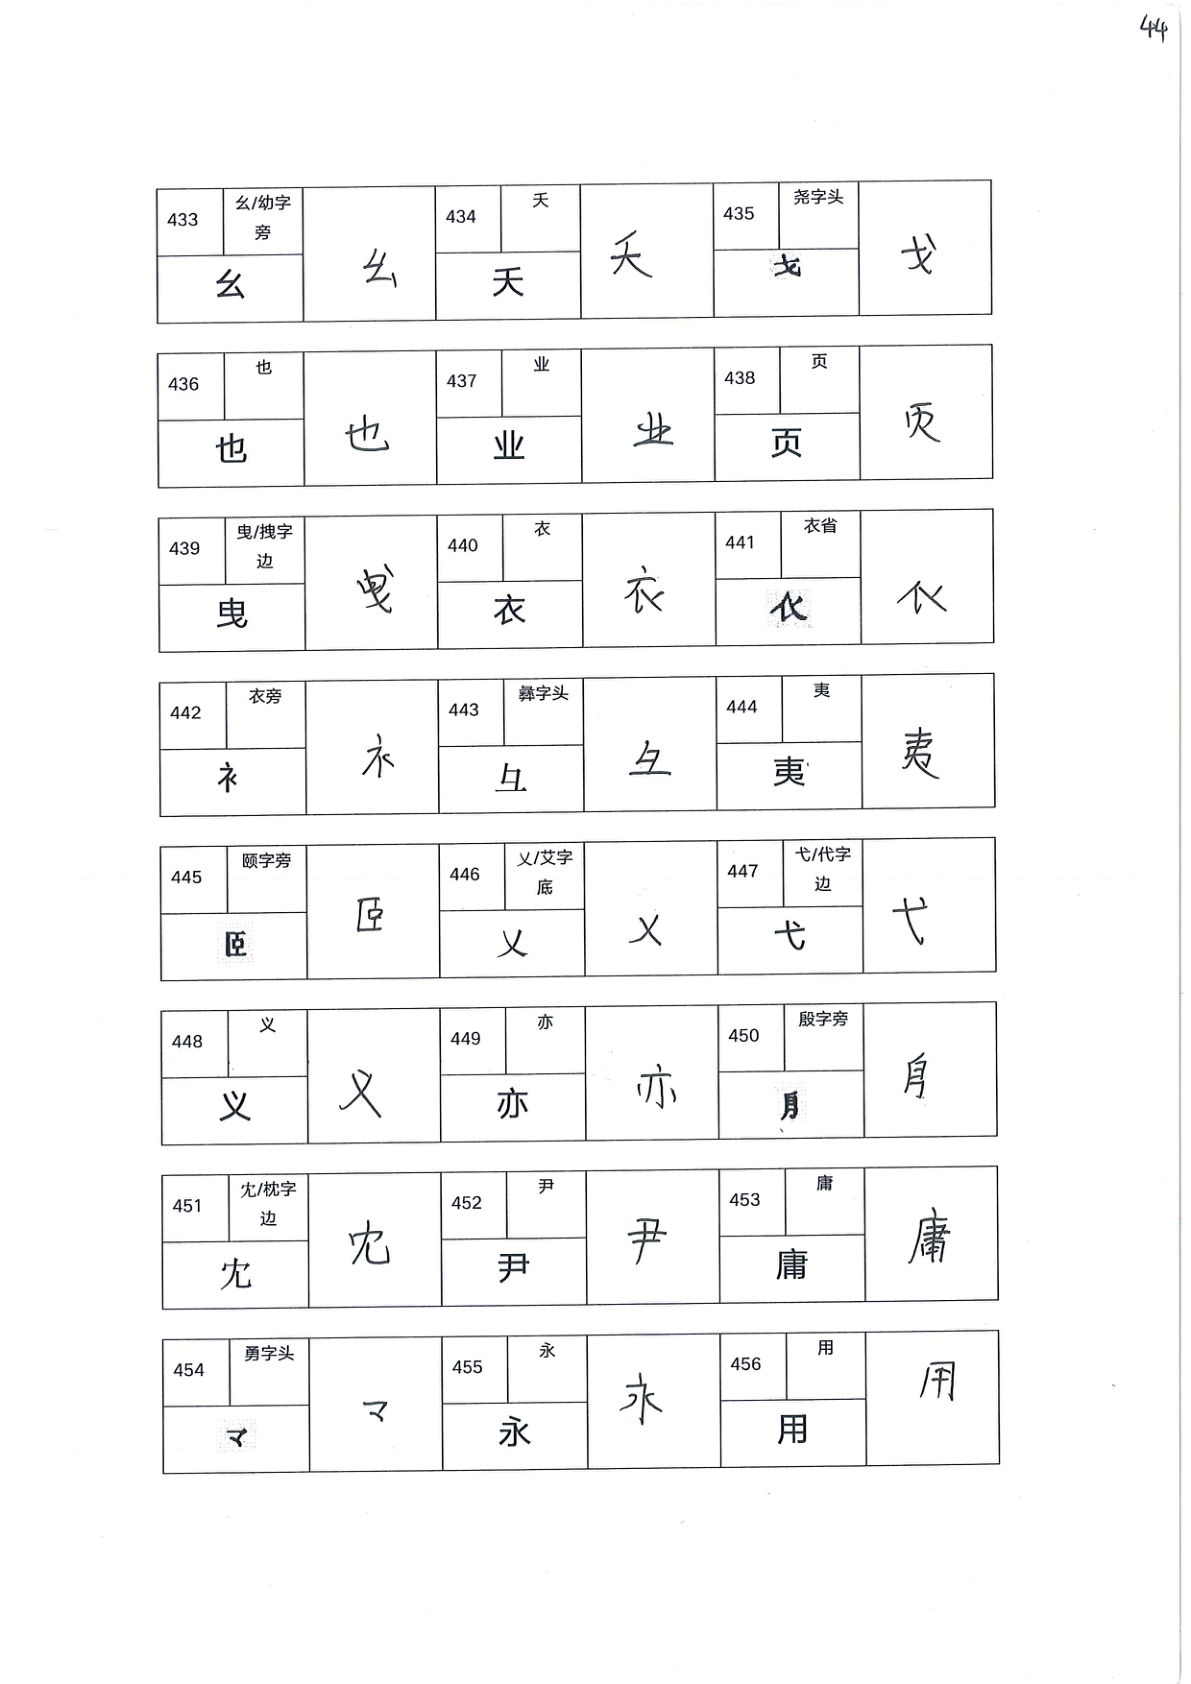 44
433 幺/幼字旁 幺 幺 434 夭 夭 夭 435 尧字头
436 也 也 也 437 业 业 业 438 页 页 页
439 曳/拽字边 曳 曳 440 衣 衣 衣 441 衣省
442 衣旁 衤 衤 443 彝字头 彑 彑 444 夷 夷 夷
445 颐字旁 𦣞 𦣞 446 乂/艾字底 乂 乂 447 弋/代字边 弋 弋
448 义 义 义 449 亦 亦 亦 450 殷字旁
451 冘/枕字边 冘 冘 452 尹 尹 尹 453 庸 庸 庸
454 勇字头 龴 龴 455 永 永 永 456 用 用 用